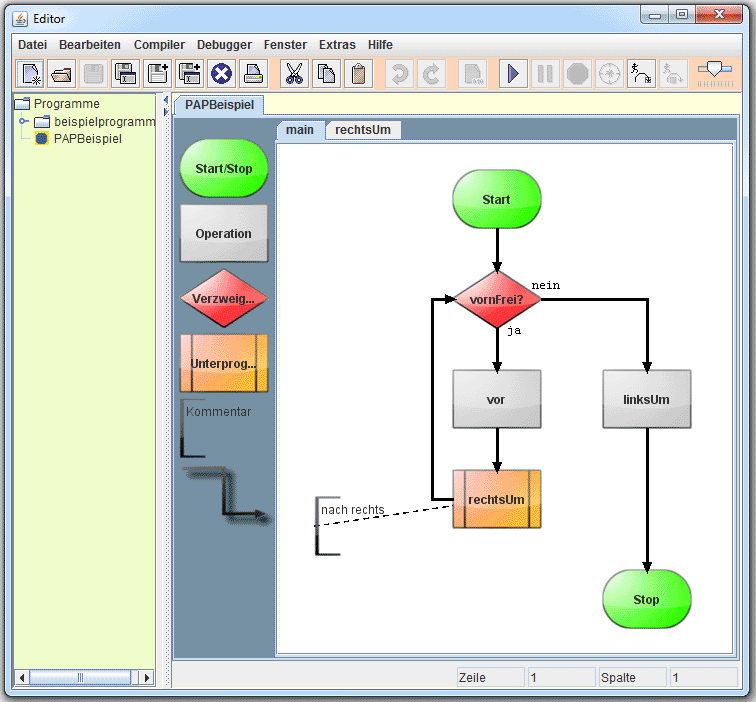 Editor
Datei Bearbeiten Compiler Debugger Fenster Extras Hilfe
Programme
beispielprogramm
PAPBeispiel
PAPBeispiel
main rechtsUm
Start/Stop
Operation
Verzweig...
Unterprog...
Kommentar
Start
vornFrei?
nein
ja
vor
linksUm
rechtsUm
nach rechts
Stop
Zeile 1 Spalte 1